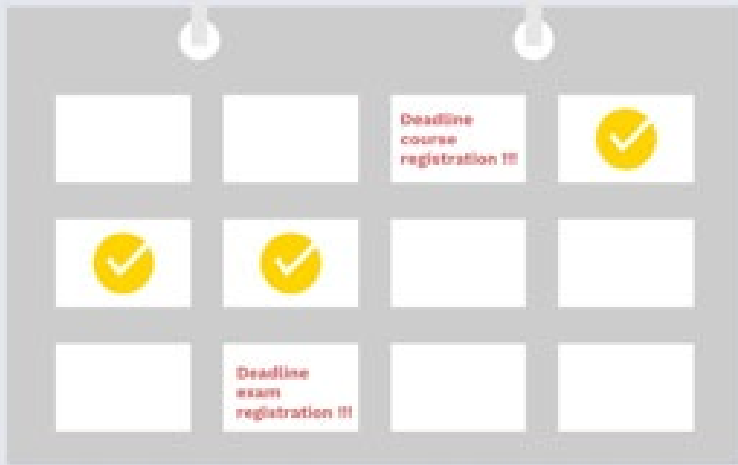 Deadline
course
registration !!!
Deadline
exam
registration !!!